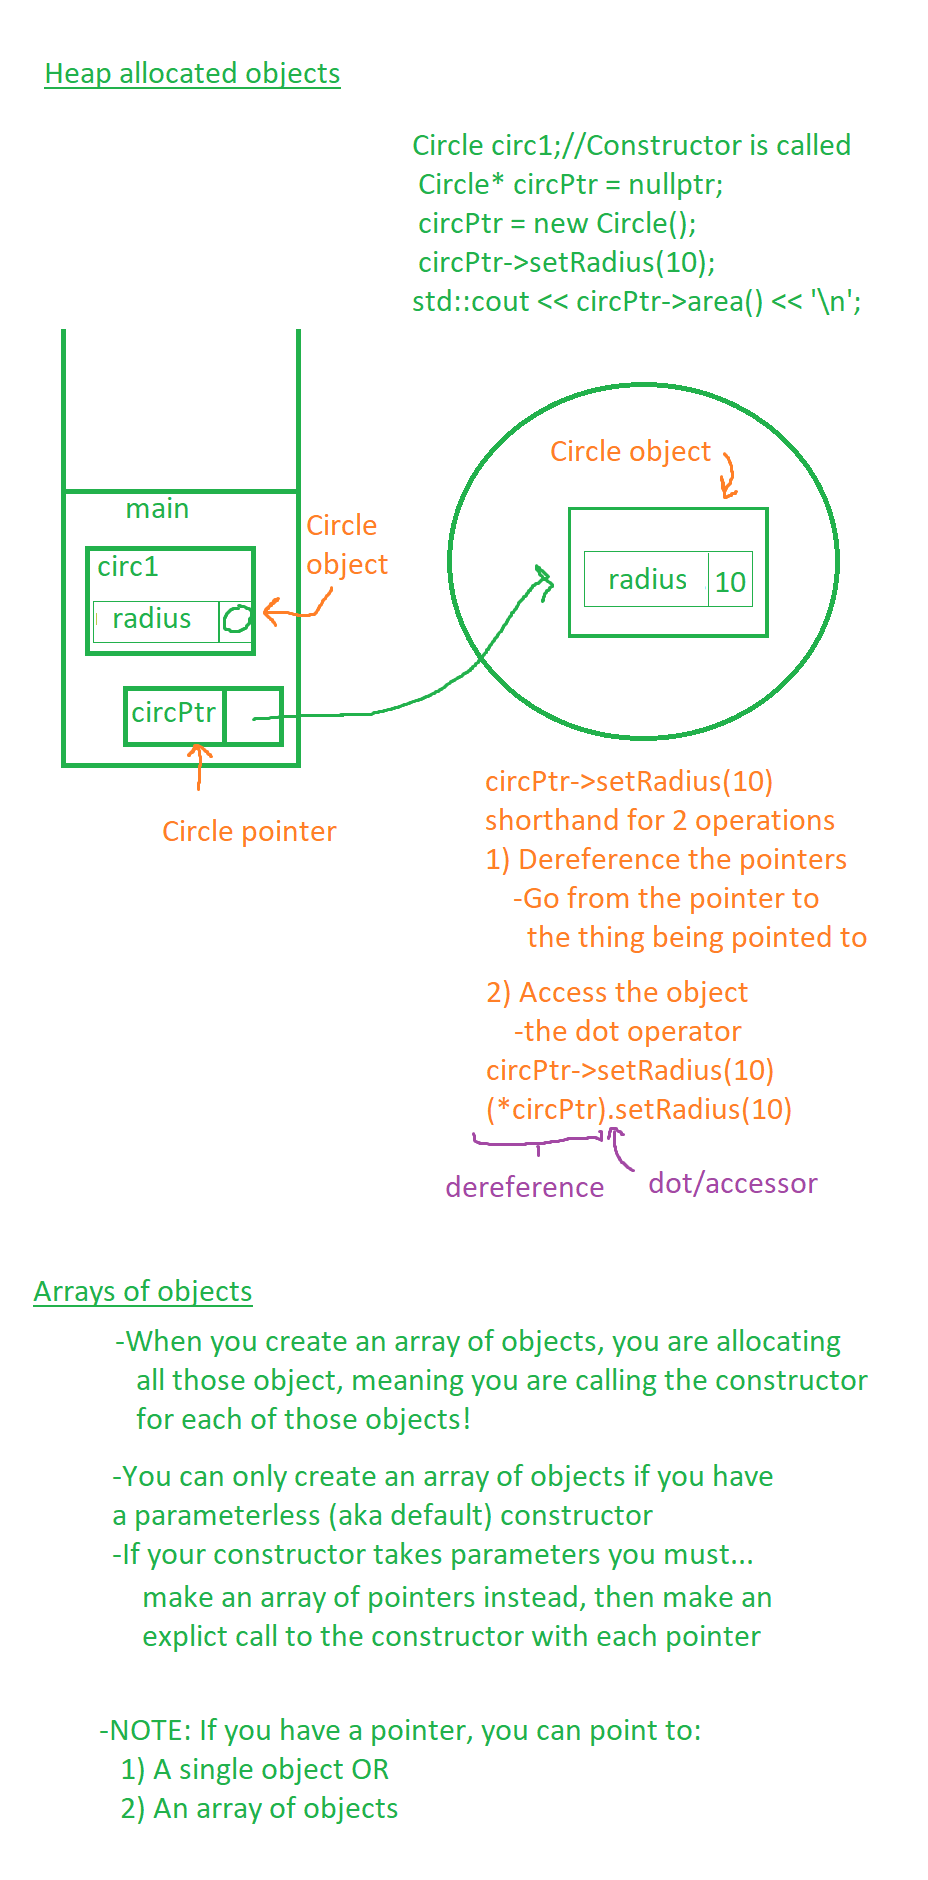 Heap allocated objects
Circle circ1;//Constructor is called
Circle* circPtr = nullptr;
circPtr = new Circle();
circPtr->setRadius(10);
std::cout << circPtr->area() << '\n';
main
circ1
radius 0
circPtr
Circle
object
Circle pointer
Circle object
radius 10
circPtr->setRadius(10)
shorthand for 2 operations
1) Dereference the pointers
-Go from the pointer to
the thing being pointed to
2) Access the object
-the dot operator
circPtr->setRadius(10)
(*circPtr).setRadius(10)
dereference
dot/accessor
Arrays of objects
-When you create an array of objects, you are allocating
all those object, meaning you are calling the constructor
for each of those objects!
-You can only create an array of objects if you have
a parameterless (aka default) constructor
-If your constructor takes parameters you must...
make an array of pointers instead, then make an
explict call to the constructor with each pointer
-NOTE: If you have a pointer, you can point to:
1) A single object OR
2) An array of objects